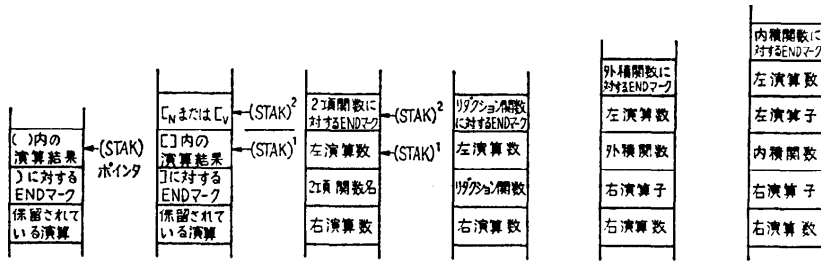 ( )内の
演算結果
)に対する
ENDマーク
保留されて
いる演算
(STAK)
ポインタ
[Nまたは[V
[]内の
演算結果
]に対する
ENDマーク
保留されて
いる演算
(STAK)2
(STAK)1
2項関数に
対するENDマーク
左演算数
2項関数名
右演算数
(STAK)2
(STAK)1
リダクション関数
に対するENDマーク
左演算数
リダクション関数
右演算数
外積関数に
対するENDマーク
左演算数
外積関数
右演算子
右演算数
内積関数に
対するENDマーク
左演算数
左演算子
内積関数
右演算子
右演算数